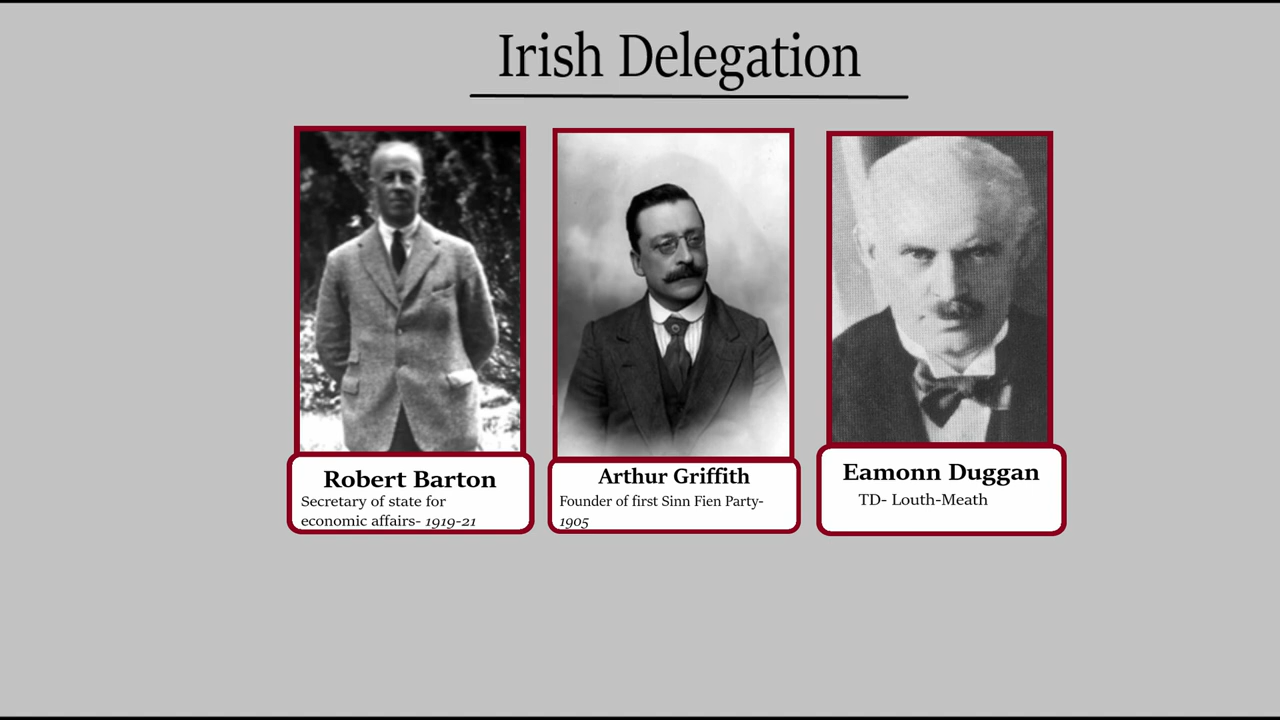 Irish Delegation
Robert Barton
Secretary of state for
economic affairs- 1919-21
Arthur Griffith
Founder of first Sinn Fien Party-
1905
Eamonn Duggan
TD- Louth-Meath